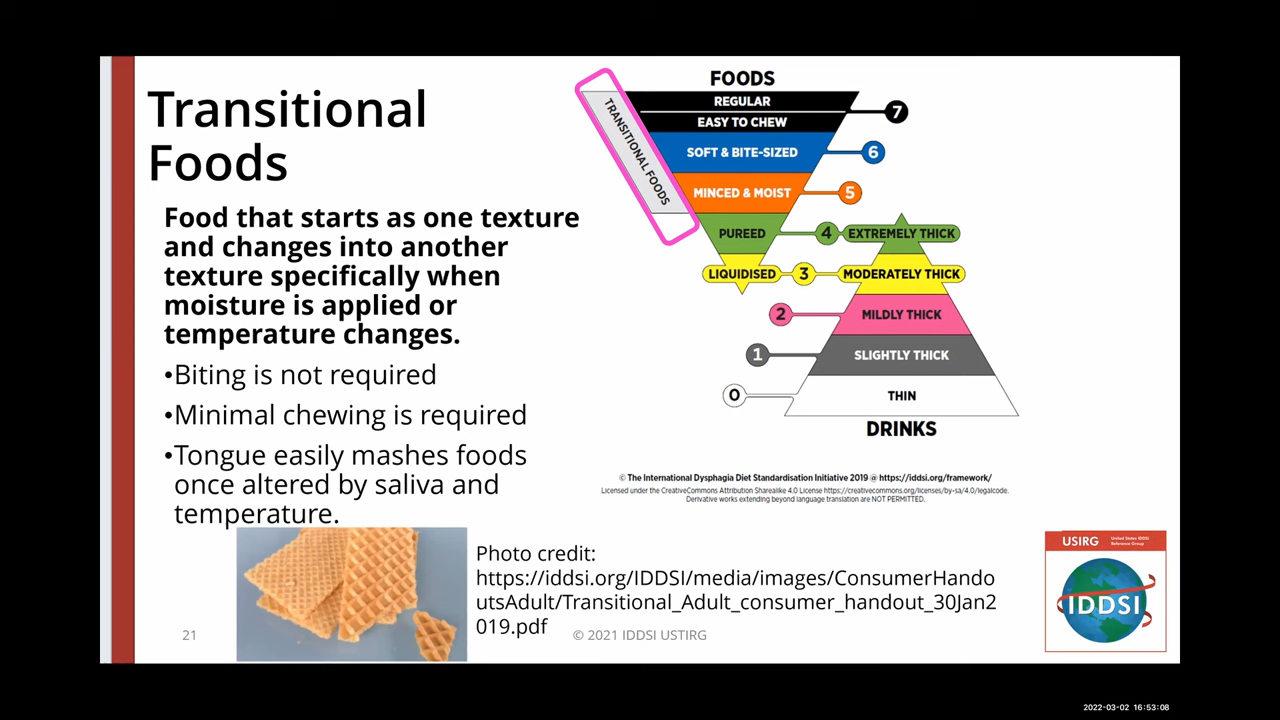 Transitional
Foods
Food that starts as one texture
and changes into another
texture specifically when
moisture is applied or
temperature changes.
•Biting is not required
•Minimal chewing is required
•Tongue easily mashes foods
once altered by saliva and
temperature.
FOODS
TRANSITIONAL FOODS
REGULAR
EASY TO CHEW
7
SOFT & BITE-SIZED
6
MINCED & MOIST
5
PUREED
4
EXTREMELY THICK
LIQUIDISED
3
MODERATELY THICK
2
MILDLY THICK
1
SLIGHTLY THICK
0
THIN
DRINKS
© The International Dysphagia Diet Standardisation Initiative 2019 @ https://iddsi.org/framework/
Licensed under the CreativeCommons Attribution Sharealike 4.0 License https://creativecommons.org/licenses/by-sa/4.0/legalcode.
Derivative works extending beyond language translation are NOT PERMITTED.
Photo credit:
https://iddsi.org/IDDSI/media/images/ConsumerHando
utsAdult/Transitional_Adult_consumer_handout_30Jan2
019.pdf
USIRG
United States IDDSI
Reference Group
IDDSI
21
© 2021 IDDSI USTIRG
2022-03-02 16:53:08